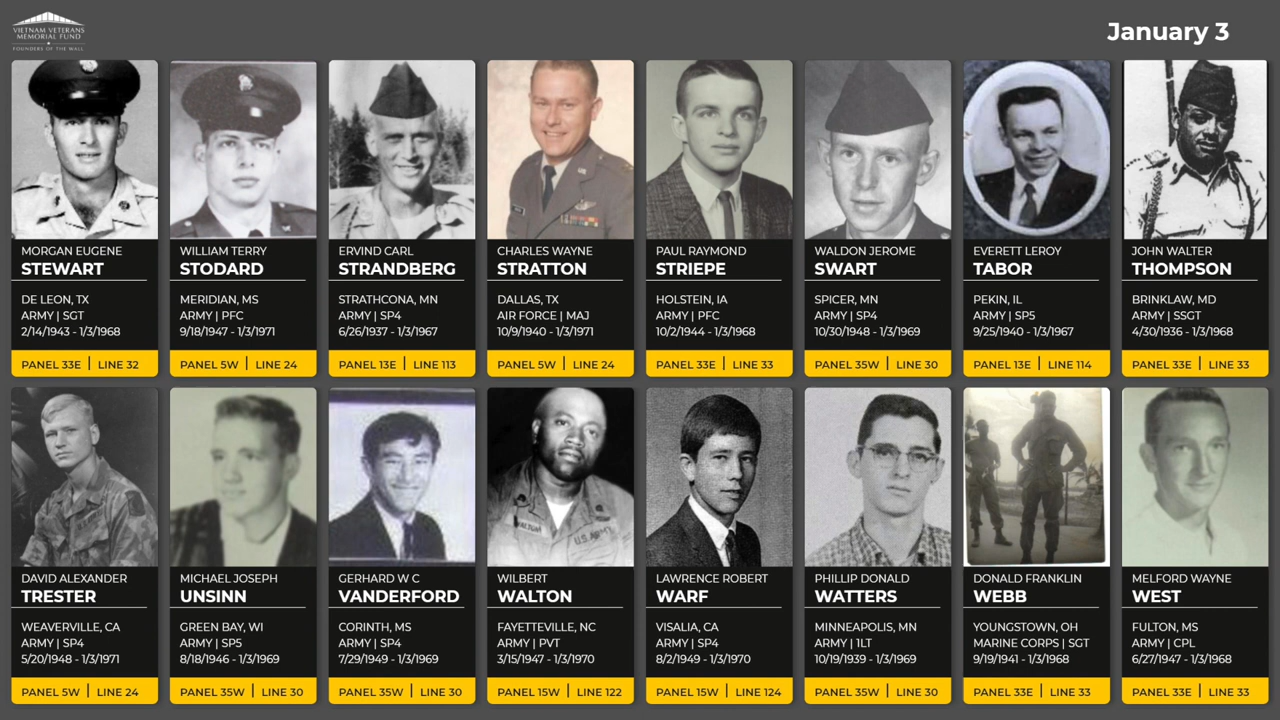 VIETNAM VETERANS
MEMORIAL FUND
FOUNDERS OF THE WALL
January 3
MORGAN EUGENE
STEWART
DE LEON, TX
ARMY | SGT
2/14/1943 - 1/3/1968
PANEL 33E | LINE 32
WILLIAM TERRY
STODARD
MERIDIAN, MS
ARMY | PFC
9/18/1947 - 1/3/1971
PANEL 5W | LINE 24
ERVIND CARL
STRANDBERG
STRATHCONA, MN
ARMY | SP4
6/26/1937 - 1/3/1967
PANEL 13E | LINE 113
CHARLES WAYNE
STRATTON
DALLAS, TX
AIR FORCE | MAJ
10/9/1940 - 1/3/1971
PANEL 5W | LINE 24
PAUL RAYMOND
STRIEPE
HOLSTEIN, IA
ARMY | PFC
10/2/1944 - 1/3/1968
PANEL 33E | LINE 33
WALDON JEROME
SWART
SPICER, MN
ARMY | SP4
10/30/1948 - 1/3/1969
PANEL 35W | LINE 30
EVERETT LEROY
TABOR
PEKIN, IL
ARMY | SP5
9/25/1940 - 1/3/1967
PANEL 13E | LINE 114
JOHN WALTER
THOMPSON
BRINKLAW, MD
ARMY | SSGT
4/30/1936 - 1/3/1968
PANEL 33E | LINE 33
DAVID ALEXANDER
TRESTER
WEAVERVILLE, CA
ARMY | SP4
5/20/1948 - 1/3/1971
PANEL 5W | LINE 24
MICHAEL JOSEPH
UNSINN
GREEN BAY, WI
ARMY | SP5
8/18/1946 - 1/3/1969
PANEL 35W | LINE 30
GERHARD W C
VANDERFORD
CORINTH, MS
ARMY | SP4
7/29/1949 - 1/3/1969
PANEL 35W | LINE 30
WALTON
U.S. ARMY
WILBERT
WALTON
FAYETTEVILLE, NC
ARMY | PVT
3/15/1947 - 1/3/1970
PANEL 15W | LINE 122
LAWRENCE ROBERT
WARF
VISALIA, CA
ARMY | SP4
8/2/1949 - 1/3/1970
PANEL 15W | LINE 124
PHILLIP DONALD
WATTERS
MINNEAPOLIS, MN
ARMY | 1LT
10/19/1939 - 1/3/1969
PANEL 35W | LINE 30
DONALD FRANKLIN
WEBB
YOUNGSTOWN, OH
MARINE CORPS | SGT
9/19/1941 - 1/3/1968
PANEL 33E | LINE 33
MELFORD WAYNE
WEST
FULTON, MS
ARMY | CPL
6/27/1947 - 1/3/1968
PANEL 33E | LINE 33